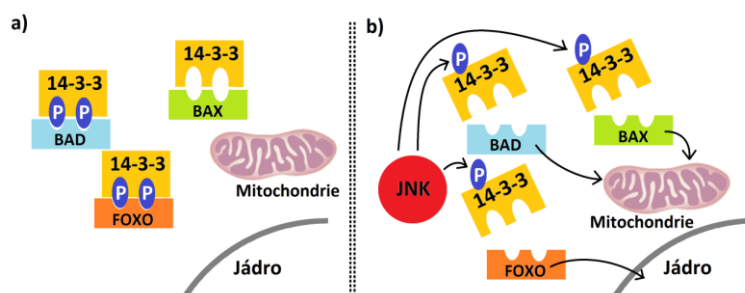 a)
14-3-3
P P
BAD
14-3-3
BAX
14-3-3
P P
FOXO
Mitochondrie
Jádro
b)
P
14-3-3
P
14-3-3
BAD
BAX
JNK
P
14-3-3
Mitochondrie
FOXO
Jádro